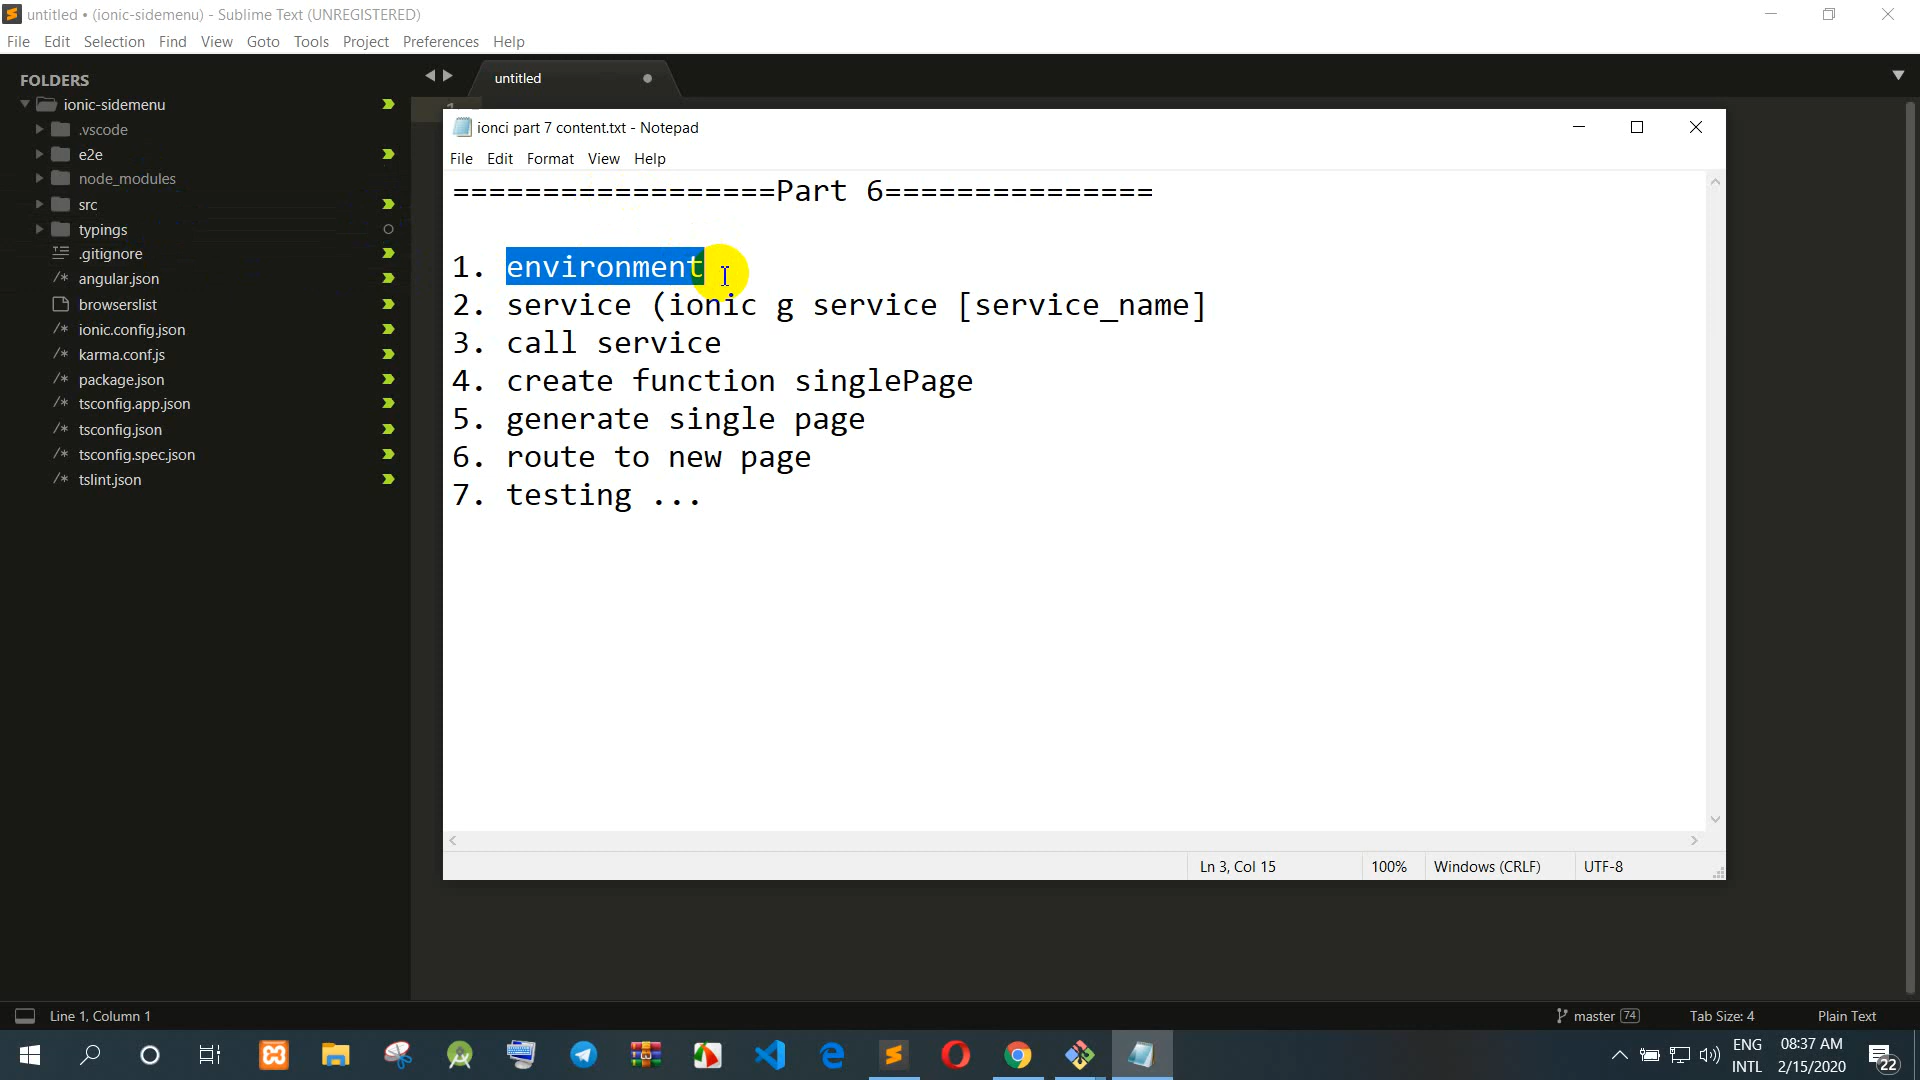 untitled • (ionic-sidemenu) - Sublime Text (UNREGISTERED)
File Edit Selection Find View Goto Tools Project Preferences Help
FOLDERS
ionic-sidemenu
.vscode
e2e
node_modules
src
typings
.gitignore
angular.json
browserslist
ionic.config.json
karma.conf.js
package.json
tsconfig.app.json
tsconfig.json
tsconfig.spec.json
tslint.json
untitled
1
ionci part 7 content.txt - Notepad
File Edit Format View Help
==================Part 6===============
1. environment
2. service (ionic g service [service_name]
3. call service
4. create function singlePage
5. generate single page
6. route to new page
7. testing ...
Ln 3, Col 15 100% Windows (CRLF) UTF-8
Line 1, Column 1 master 74 Tab Size: 4 Plain Text
ENG
INTL
08:37 AM
2/15/2020
22